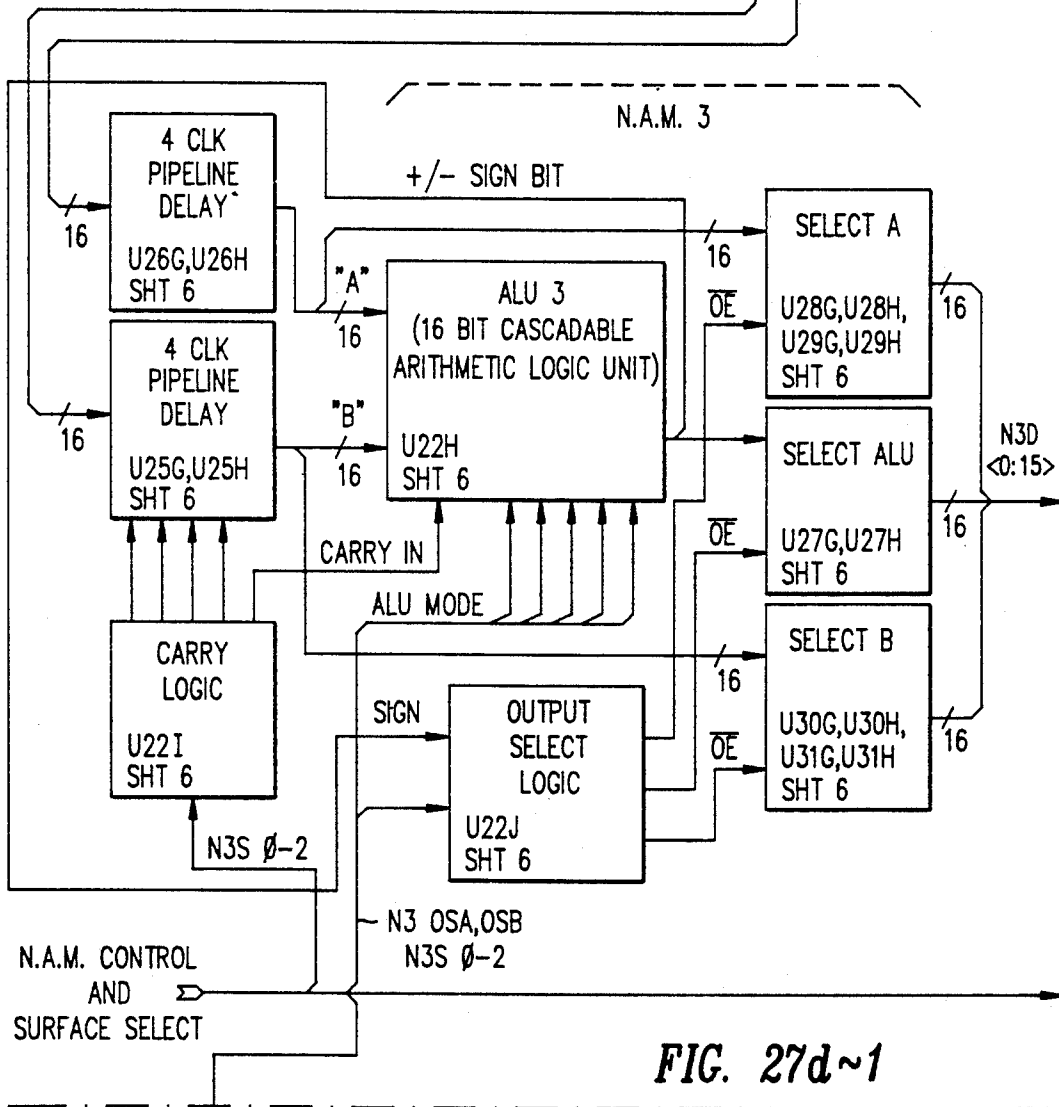 N.A.M. 3
4 CLK
PIPELINE
DELAY
U26G,U26H
SHT 6
16
+/- SIGN BIT
"A"
16
ALU 3
(16 BIT CASCADABLE
ARITHMETIC LOGIC UNIT)
U22H
SHT 6
16
SELECT A
U28G,U28H,
U29G,U29H
SHT 6
OE
16
4 CLK
PIPELINE
DELAY
U25G,U25H
SHT 6
16
"B"
16
SELECT ALU
U27G,U27H
SHT 6
OE
16
N3D
<0:15>
CARRY IN
ALU MODE
CARRY
LOGIC
U22I
SHT 6
N3S Ø-2
SIGN
OUTPUT
SELECT
LOGIC
U22J
SHT 6
16
SELECT B
U30G,U30H,
U31G,U31H
SHT 6
OE
16
N3 OSA,OSB
N3S Ø-2
N.A.M. CONTROL
AND
SURFACE SELECT
FIG. 27d~1